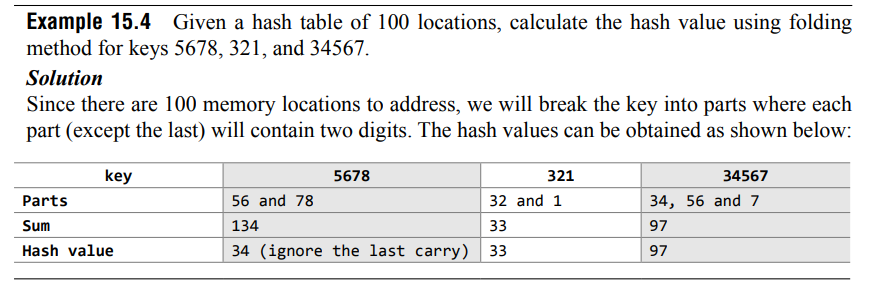 Example 15.4 Given a hash table of 100 locations, calculate the hash value using folding
method for keys 5678, 321, and 34567.
Solution
Since there are 100 memory locations to address, we will break the key into parts where each
part (except the last) will contain two digits. The hash values can be obtained as shown below:
key 5678 321 34567
Parts 56 and 78 32 and 1 34, 56 and 7
Sum 134 33 97
Hash value 34 (ignore the last carry) 33 97